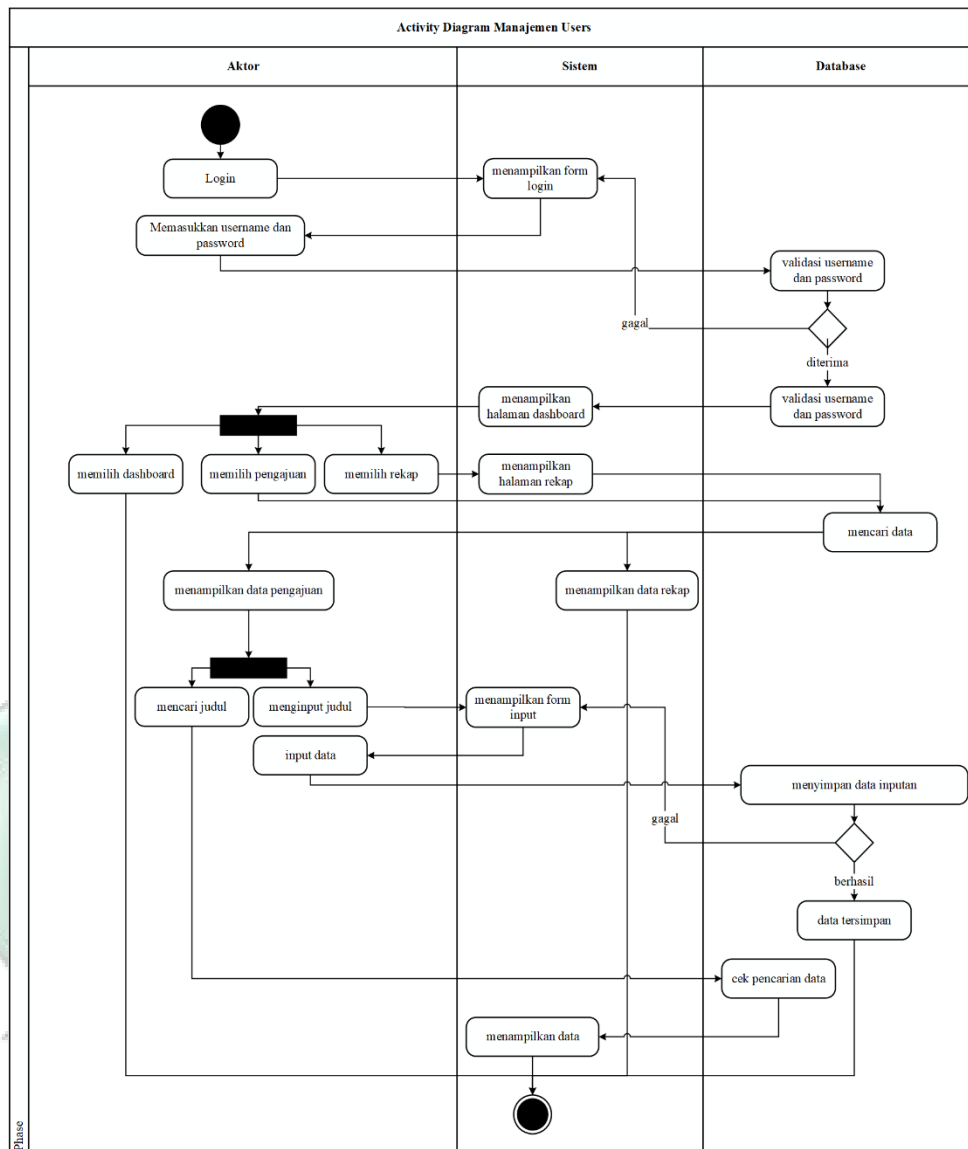 Activity Diagram Manajemen Users
Aktor
Sistem
Database
Login
menampilkan form
login
Memasukkan username dan
password
validasi username
dan password
gagal
diterima
menampilkan
halaman dashboard
validasi username
dan password
memilih dashboard
memilih pengajuan
memilih rekap
menampilkan
halaman rekap
mencari data
menampilkan data pengajuan
menampilkan data rekap
mencari judul
menginput judul
menampilkan form
input
input data
menyimpan data inputan
gagal
berhasil
data tersimpan
cek pencarian data
menampilkan data
Phase